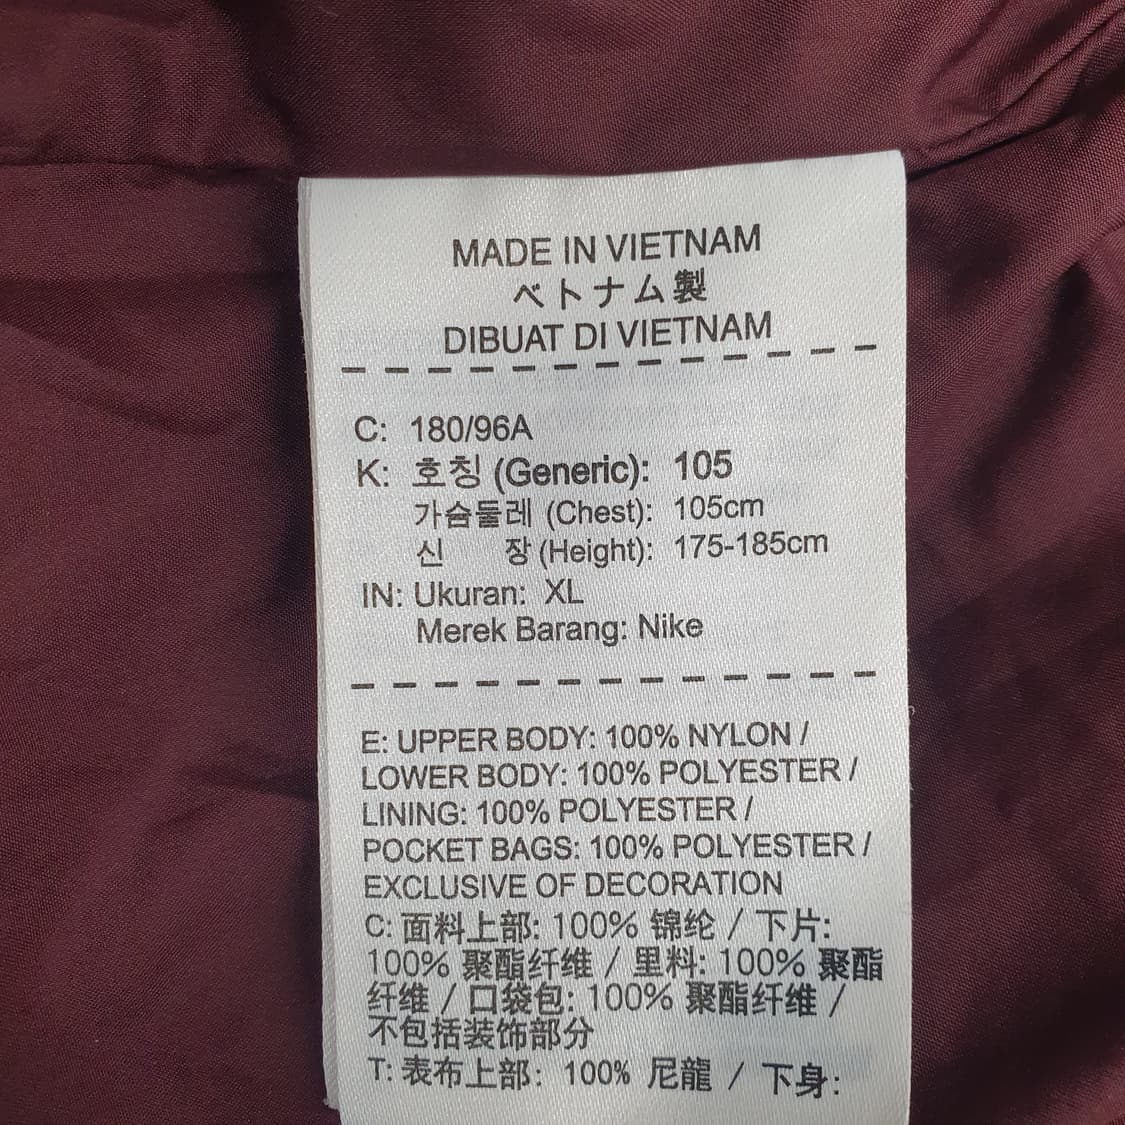 MADE IN VIETNAM
ベトナム製
DIBUAT DI VIETNAM
C: 180/96A
K: 호칭 (Generic): 105
가슴둘레 (Chest): 105cm
신 장 (Height): 175-185cm
IN: Ukuran: XL
Merek Barang: Nike
E: UPPER BODY: 100% NYLON /
LOWER BODY: 100% POLYESTER /
LINING: 100% POLYESTER /
POCKET BAGS: 100% POLYESTER /
EXCLUSIVE OF DECORATION
C: 面料上部: 100% 锦纶 / 下片:
100% 聚酯纤维 / 里料: 100% 聚酯
纤维 / 口袋包: 100% 聚酯纤维 /
不包括装饰部分
T: 表布上部: 100% 尼龍 / 下身: